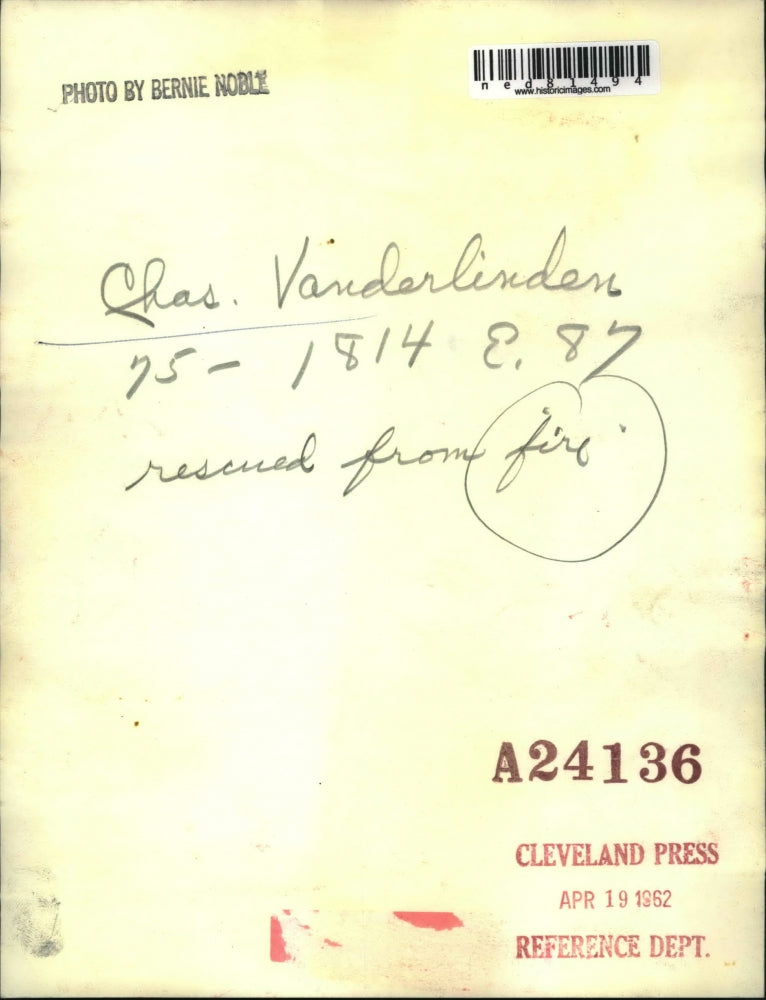 PHOTO BY BERNIE NOBLE
ned81494
www.historicimages.com
Chas. Vanderlinden
75 - 1814 E. 87
rescued from fire
A24136
CLEVELAND PRESS
APR 19 1962
REFERENCE DEPT.